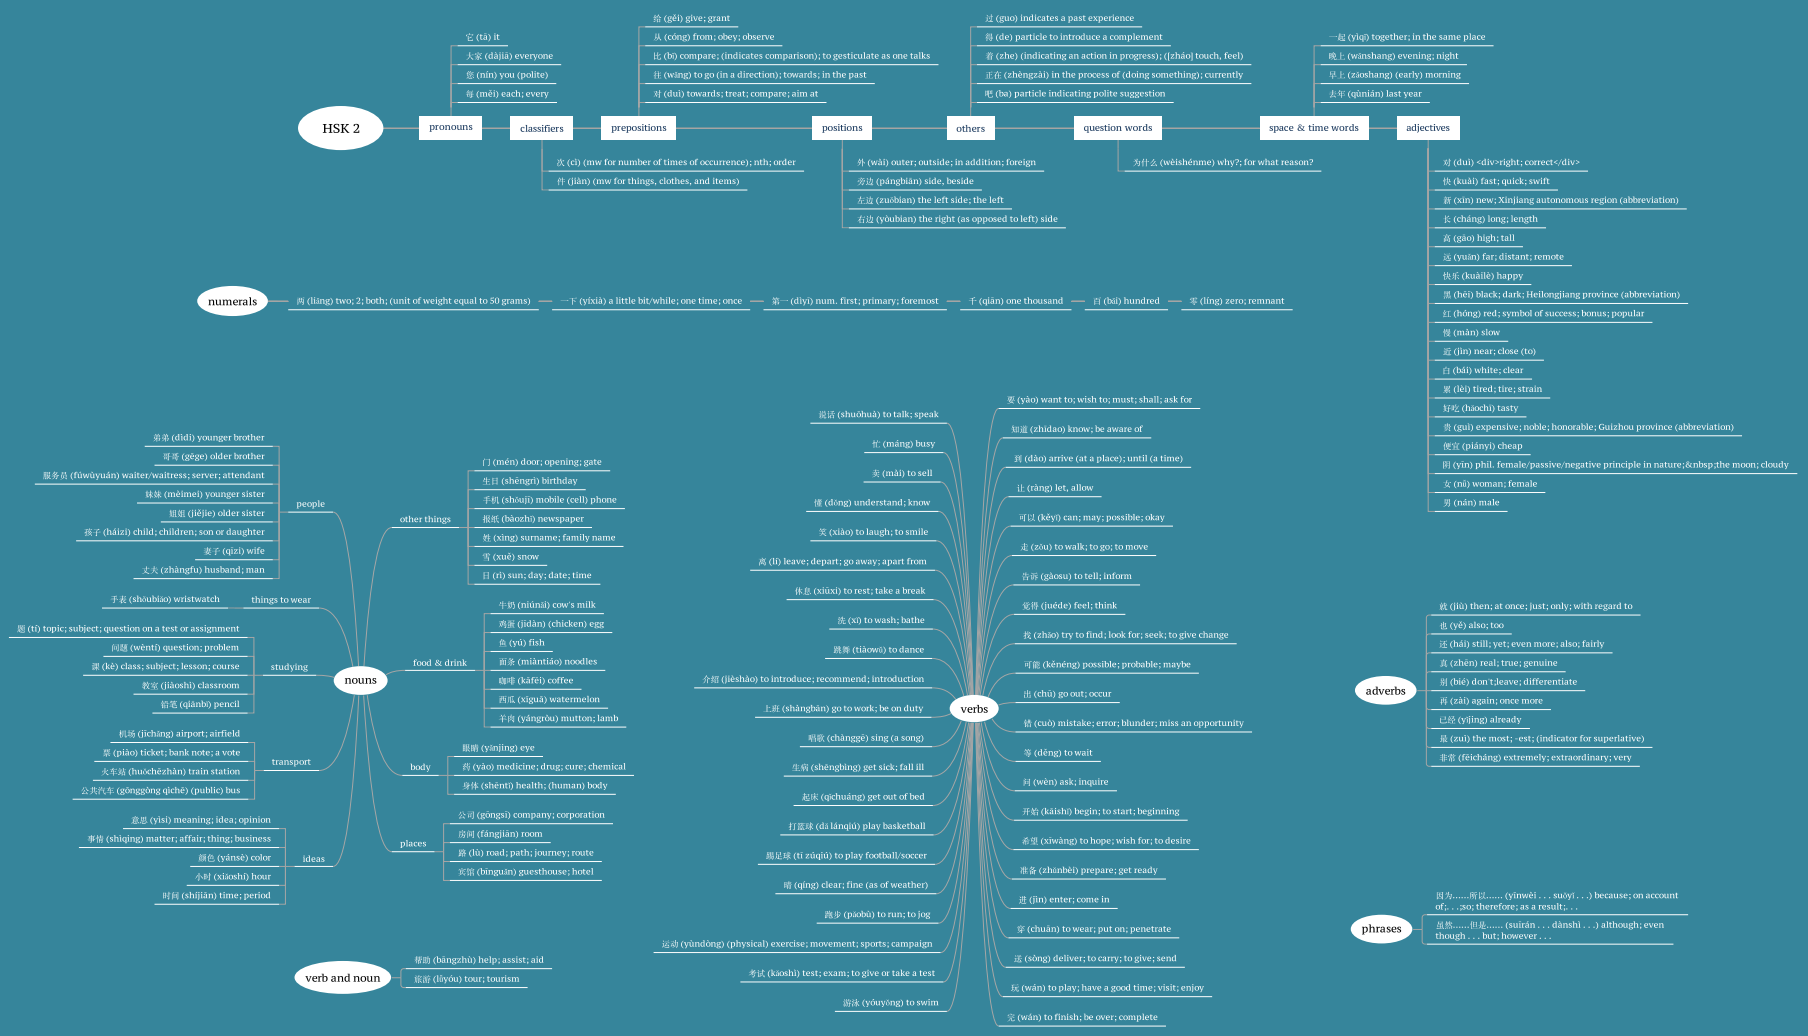 HSK 2
pronouns
它 (tā) it
大家 (dàjiā) everyone
您 (nín) you (polite)
每 (měi) each; every
classifiers
次 (cì) (mw for number of times of occurrence); nth; order
件 (jiàn) (mw for things, clothes, and items)
prepositions
给 (gěi) give; grant
从 (cóng) from; obey; observe
比 (bǐ) compare; (indicates comparison); to gesticulate as one talks
往 (wǎng) to go (in a direction); towards; in the past
对 (duì) towards; treat; compare; aim at
positions
外 (wài) outer; outside; in addition; foreign
旁边 (pángbiān) side, beside
左边 (zuǒbian) the left side; the left
右边 (yòubian) the right (as opposed to left) side
others
过 (guo) indicates a past experience
得 (de) particle to introduce a complement
着 (zhe) (indicating an action in progress); ([zháo] touch, feel)
正在 (zhèngzài) in the process of (doing something); currently
吧 (ba) particle indicating polite suggestion
question words
为什么 (wèishénme) why?; for what reason?
space & time words
一起 (yìqǐ) together; in the same place
晚上 (wǎnshang) evening; night
早上 (zǎoshang) (early) morning
去年 (qùnián) last year
adjectives
对 (duì) <div>right; correct</div>
快 (kuài) fast; quick; swift
新 (xīn) new; Xinjiang autonomous region (abbreviation)
长 (cháng) long; length
高 (gāo) high; tall
远 (yuǎn) far; distant; remote
快乐 (kuàilè) happy
黑 (hēi) black; dark; Heilongjiang province (abbreviation)
红 (hóng) red; symbol of success; bonus; popular
慢 (màn) slow
近 (jìn) near; close (to)
白 (bái) white; clear
累 (lèi) tired; tire; strain
好吃 (hǎochī) tasty
贵 (guì) expensive; noble; honorable; Guizhou province (abbreviation)
便宜 (piányi) cheap
阴 (yīn) phil. female/passive/negative principle in nature;&nbsp;the moon; cloudy
女 (nǚ) woman; female
男 (nán) male
numerals
两 (liǎng) two; 2; both; (unit of weight equal to 50 grams)
一下 (yíxià) a little bit/while; one time; once
第一 (dìyī) num. first; primary; foremost
千 (qiān) one thousand
百 (bǎi) hundred
零 (líng) zero; remnant
nouns
people
弟弟 (dìdi) younger brother
哥哥 (gēge) older brother
服务员 (fúwùyuán) waiter/waitress; server; attendant
妹妹 (mèimei) younger sister
姐姐 (jiějie) older sister
孩子 (háizi) child; children; son or daughter
妻子 (qīzi) wife
丈夫 (zhàngfu) husband; man
things to wear
手表 (shǒubiǎo) wristwatch
studying
题 (tí) topic; subject; question on a test or assignment
问题 (wèntí) question; problem
课 (kè) class; subject; lesson; course
教室 (jiàoshì) classroom
铅笔 (qiānbǐ) pencil
transport
机场 (jīchǎng) airport; airfield
票 (piào) ticket; bank note; a vote
火车站 (huǒchēzhàn) train station
公共汽车 (gōnggòng qìchē) (public) bus
ideas
意思 (yìsi) meaning; idea; opinion
事情 (shìqing) matter; affair; thing; business
颜色 (yánsè) color
小时 (xiǎoshí) hour
时间 (shíjiān) time; period
other things
门 (mén) door; opening; gate
生日 (shēngrì) birthday
手机 (shǒujī) mobile (cell) phone
报纸 (bàozhǐ) newspaper
姓 (xìng) surname; family name
雪 (xuě) snow
日 (rì) sun; day; date; time
food & drink
牛奶 (niúnǎi) cow's milk
鸡蛋 (jīdàn) (chicken) egg
鱼 (yú) fish
面条 (miàntiáo) noodles
咖啡 (kāfēi) coffee
西瓜 (xīguā) watermelon
羊肉 (yángròu) mutton; lamb
body
眼睛 (yǎnjing) eye
药 (yào) medicine; drug; cure; chemical
身体 (shēntǐ) health; (human) body
places
公司 (gōngsī) company; corporation
房间 (fángjiān) room
路 (lù) road; path; journey; route
宾馆 (bīnguǎn) guesthouse; hotel
verbs
说话 (shuōhuà) to talk; speak
忙 (máng) busy
卖 (mài) to sell
懂 (dǒng) understand; know
笑 (xiào) to laugh; to smile
离 (lí) leave; depart; go away; apart from
休息 (xiūxi) to rest; take a break
洗 (xǐ) to wash; bathe
跳舞 (tiàowǔ) to dance
介绍 (jièshào) to introduce; recommend; introduction
上班 (shàngbān) go to work; be on duty
唱歌 (chànggē) sing (a song)
生病 (shēngbìng) get sick; fall ill
起床 (qǐchuáng) get out of bed
打篮球 (dǎ lánqiú) play basketball
踢足球 (tī zúqiú) to play football/soccer
晴 (qíng) clear; fine (as of weather)
跑步 (pǎobù) to run; to jog
运动 (yùndòng) (physical) exercise; movement; sports; campaign
考试 (kǎoshì) test; exam; to give or take a test
游泳 (yóuyǒng) to swim
要 (yào) want to; wish to; must; shall; ask for
知道 (zhīdao) know; be aware of
到 (dào) arrive (at a place); until (a time)
让 (ràng) let, allow
可以 (kěyǐ) can; may; possible; okay
走 (zǒu) to walk; to go; to move
告诉 (gàosu) to tell; inform
觉得 (juéde) feel; think
找 (zhǎo) try to find; look for; seek; to give change
可能 (kěnéng) possible; probable; maybe
出 (chū) go out; occur
错 (cuò) mistake; error; blunder; miss an opportunity
等 (děng) to wait
问 (wèn) ask; inquire
开始 (kāishǐ) begin; to start; beginning
希望 (xīwàng) to hope; wish for; to desire
准备 (zhǔnbèi) prepare; get ready
进 (jìn) enter; come in
穿 (chuān) to wear; put on; penetrate
送 (sòng) deliver; to carry; to give; send
玩 (wán) to play; have a good time; visit; enjoy
完 (wán) to finish; be over; complete
adverbs
就 (jiù) then; at once; just; only; with regard to
也 (yě) also; too
还 (hái) still; yet; even more; also; fairly
真 (zhēn) real; true; genuine
别 (bié) don't;leave; differentiate
再 (zài) again; once more
已经 (yǐjīng) already
最 (zuì) the most; -est; (indicator for superlative)
非常 (fēicháng) extremely; extraordinary; very
phrases
因为……所以…… (yīnwèi . . . suǒyǐ . . .) because; on account
of;. . .;so; therefore; as a result;. . .
虽然……但是…… (suīrán . . . dànshì . . .) although; even
though . . . but; however . . .
verb and noun
帮助 (bāngzhù) help; assist; aid
旅游 (lǚyóu) tour; tourism